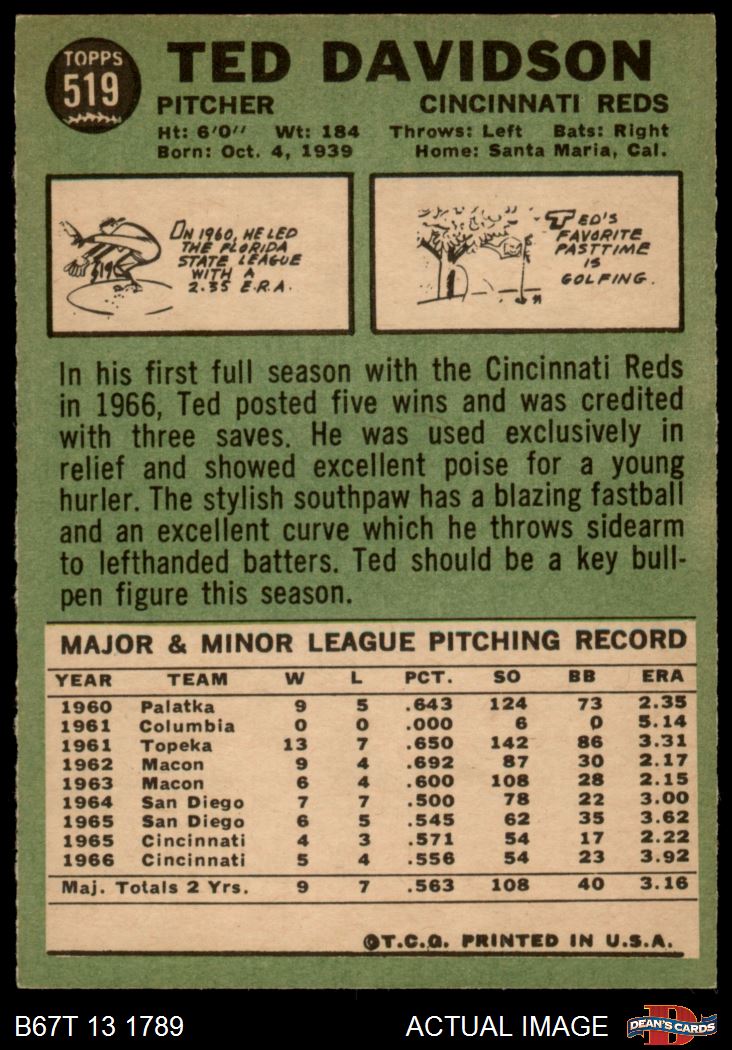 TOPPS
519
TED DAVIDSON
PITCHER CINCINNATI REDS
Ht: 6'0" Wt: 184 Throws: Left Bats: Right
Born: Oct. 4, 1939 Home: Santa Maria, Cal.
IN 1960, HE LED
THE FLORIDA
STATE LEAGUE
WITH A
2.35 E.R.A.
519
TED'S
FAVORITE
PASTTIME
IS
GOLFING.
In his first full season with the Cincinnati Reds
in 1966, Ted posted five wins and was credited
with three saves. He was used exclusively in
relief and showed excellent poise for a young
hurler. The stylish southpaw has a blazing fastball
and an excellent curve which he throws sidearm
to lefthanded batters. Ted should be a key bull-
pen figure this season.
MAJOR & MINOR LEAGUE PITCHING RECORD
YEAR TEAM W L PCT. SO BB ERA
1960 Palatka 9 5 .643 124 73 2.35
1961 Columbia 0 0 .000 6 0 5.14
1961 Topeka 13 7 .650 142 86 3.31
1962 Macon 9 4 .692 87 30 2.17
1963 Macon 6 4 .600 108 28 2.15
1964 San Diego 7 7 .500 78 22 3.00
1965 San Diego 6 5 .545 62 35 3.62
1965 Cincinnati 4 3 .571 54 17 2.22
1966 Cincinnati 5 4 .556 54 23 3.92
Maj. Totals 2 Yrs. 9 7 .563 108 40 3.16
©T.C.G. PRINTED IN U.S.A.
B67T 13 1789 ACTUAL IMAGE D DEAN'S CARDS